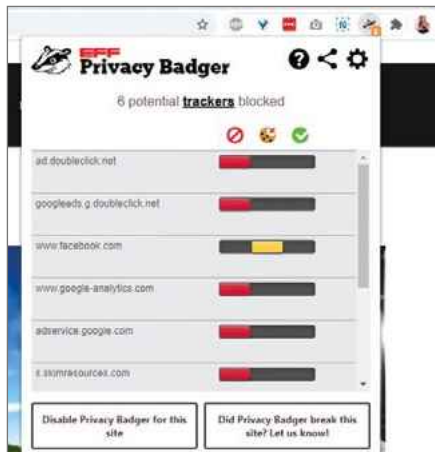 EFF
Privacy Badger
6 potential trackers blocked
ad.doubleclick.net
googleads.g.doubleclick.net
www.facebook.com
www.google-analytics.com
adservice.google.com
s.skimresources.com
Disable Privacy Badger for this
site
Did Privacy Badger break this
site? Let us know!